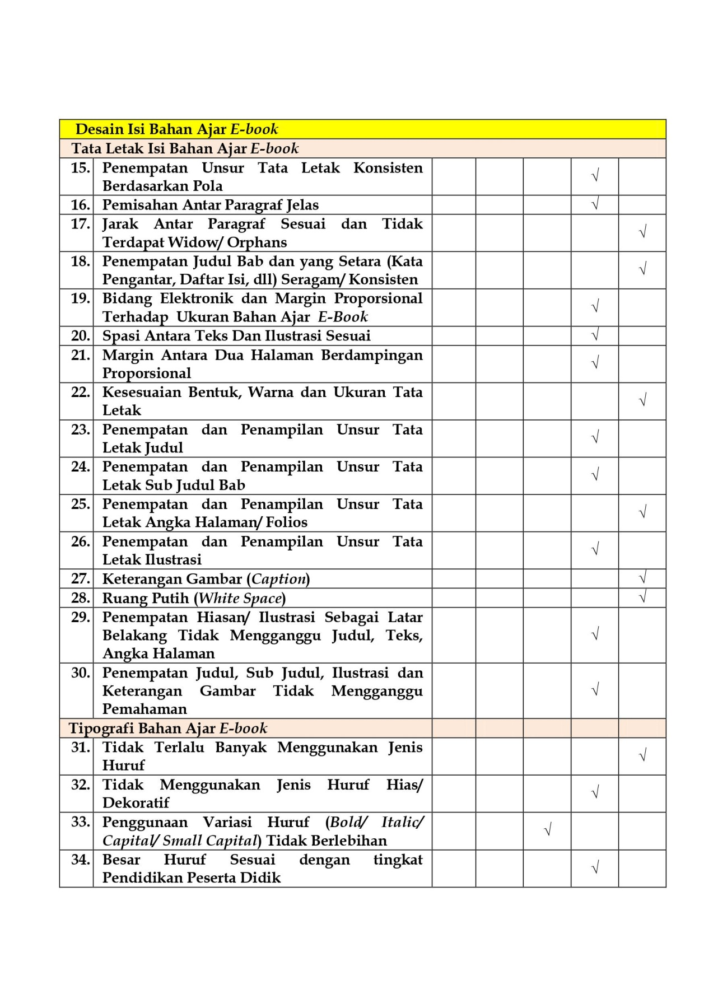 Desain Isi Bahan Ajar E-book
Tata Letak Isi Bahan Ajar E-book
15. Penempatan Unsur Tata Letak Konsisten √
Berdasarkan Pola
16. Pemisahan Antar Paragraf Jelas √
17. Jarak Antar Paragraf Sesuai dan Tidak √
Terdapat Widow/ Orphans
18. Penempatan Judul Bab dan yang Setara (Kata √
Pengantar, Daftar Isi, dll) Seragam/ Konsisten
19. Bidang Elektronik dan Margin Proporsional √
Terhadap Ukuran Bahan Ajar E-Book
20. Spasi Antara Teks Dan Ilustrasi Sesuai √
21. Margin Antara Dua Halaman Berdampingan √
Proporsional
22. Kesesuaian Bentuk, Warna dan Ukuran Tata √
Letak
23. Penempatan dan Penampilan Unsur Tata √
Letak Judul
24. Penempatan dan Penampilan Unsur Tata √
Letak Sub Judul Bab
25. Penempatan dan Penampilan Unsur Tata √
Letak Angka Halaman/ Folios
26. Penempatan dan Penampilan Unsur Tata √
Letak Ilustrasi
27. Keterangan Gambar (Caption) √
28. Ruang Putih (White Space) √
29. Penempatan Hiasan/ Ilustrasi Sebagai Latar
Belakang Tidak Mengganggu Judul, Teks, √
Angka Halaman
30. Penempatan Judul, Sub Judul, Ilustrasi dan
Keterangan Gambar Tidak Mengganggu √
Pemahaman
Tipografi Bahan Ajar E-book
31. Tidak Terlalu Banyak Menggunakan Jenis √
Huruf
32. Tidak Menggunakan Jenis Huruf Hias/ √
Dekoratif
33. Penggunaan Variasi Huruf (Bold/ Italic/ √
Capital/ Small Capital) Tidak Berlebihan
34. Besar Huruf Sesuai dengan tingkat √
Pendidikan Peserta Didik